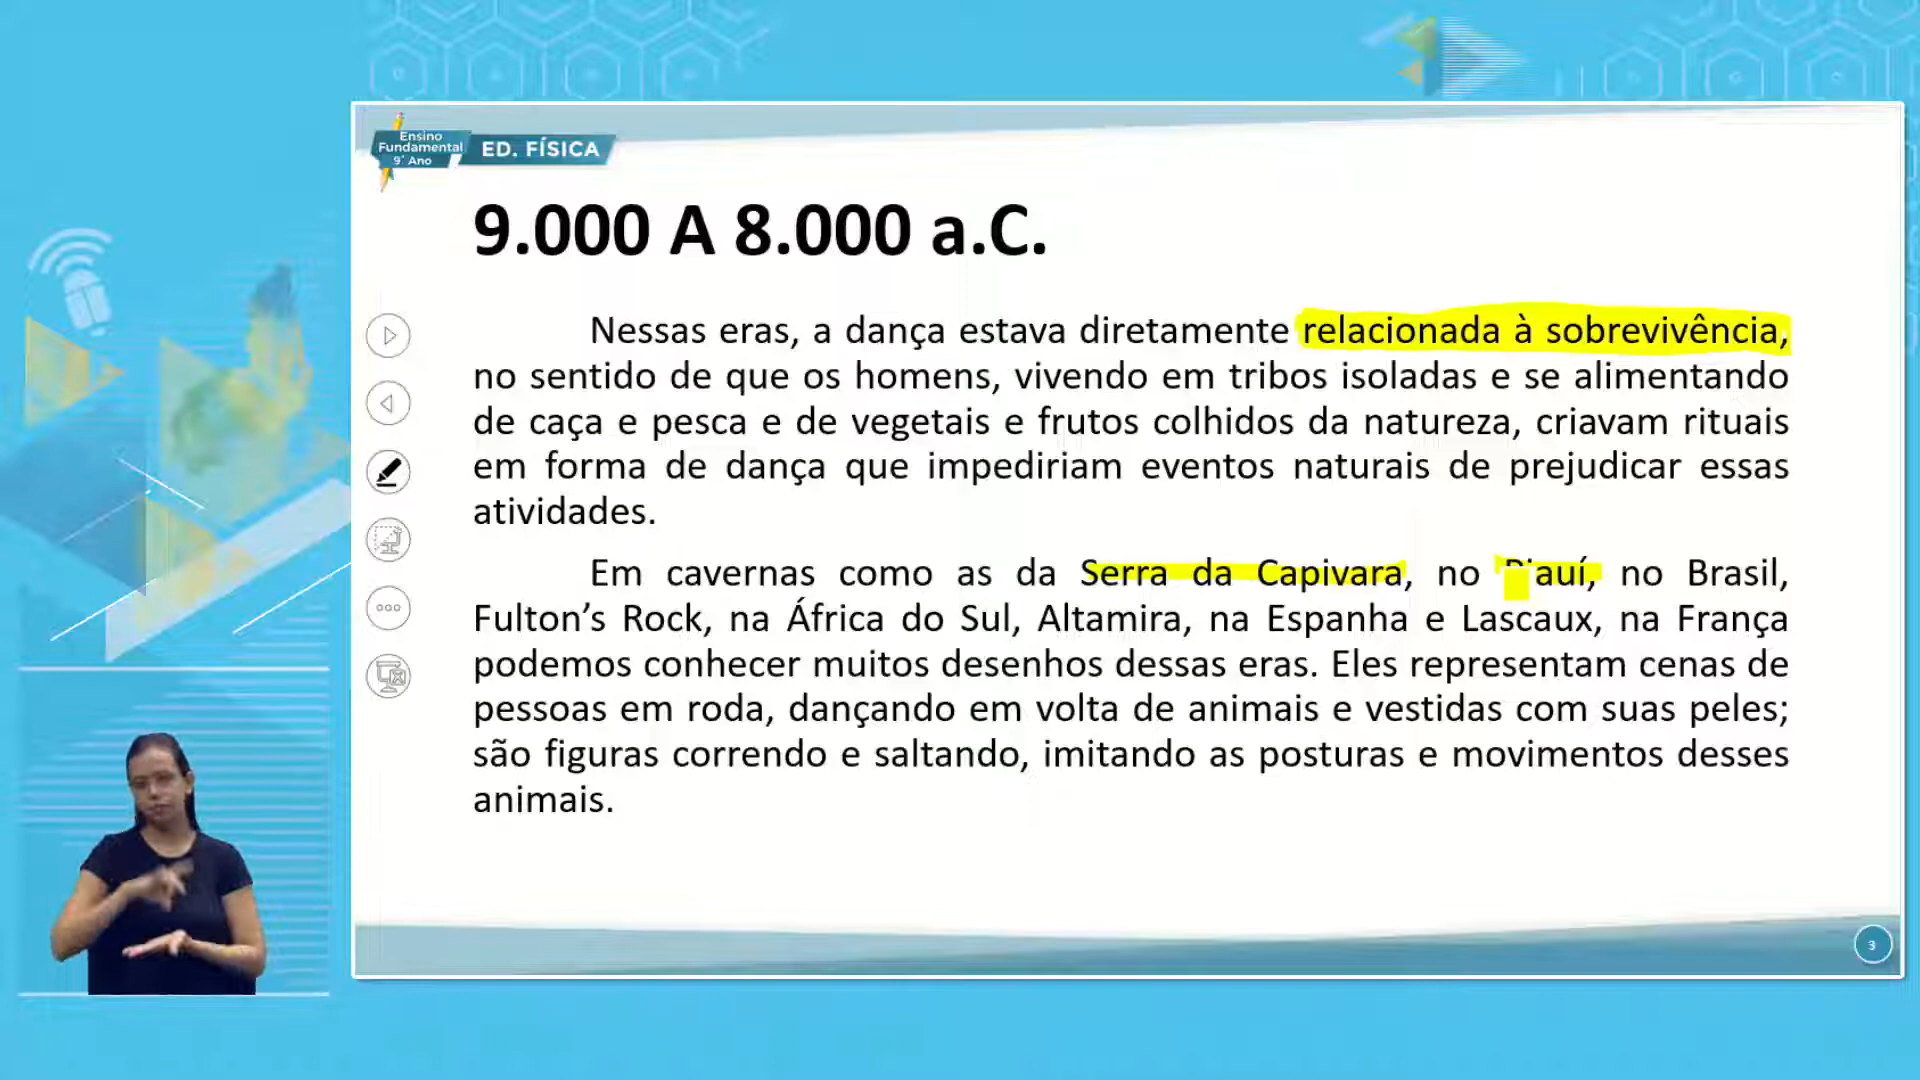 Ensino
Fundamental
9° Ano
ED. FÍSICA
9.000 A 8.000 a.C.
Nessas eras, a dança estava diretamente relacionada à sobrevivência,
no sentido de que os homens, vivendo em tribos isoladas e se alimentando
de caça e pesca e de vegetais e frutos colhidos da natureza, criavam rituais
em forma de dança que impediriam eventos naturais de prejudicar essas
atividades.
Em cavernas como as da Serra da Capivara, no Piauí, no Brasil,
Fulton’s Rock, na África do Sul, Altamira, na Espanha e Lascaux, na França
podemos conhecer muitos desenhos dessas eras. Eles representam cenas de
pessoas em roda, dançando em volta de animais e vestidas com suas peles;
são figuras correndo e saltando, imitando as posturas e movimentos desses
animais.
3